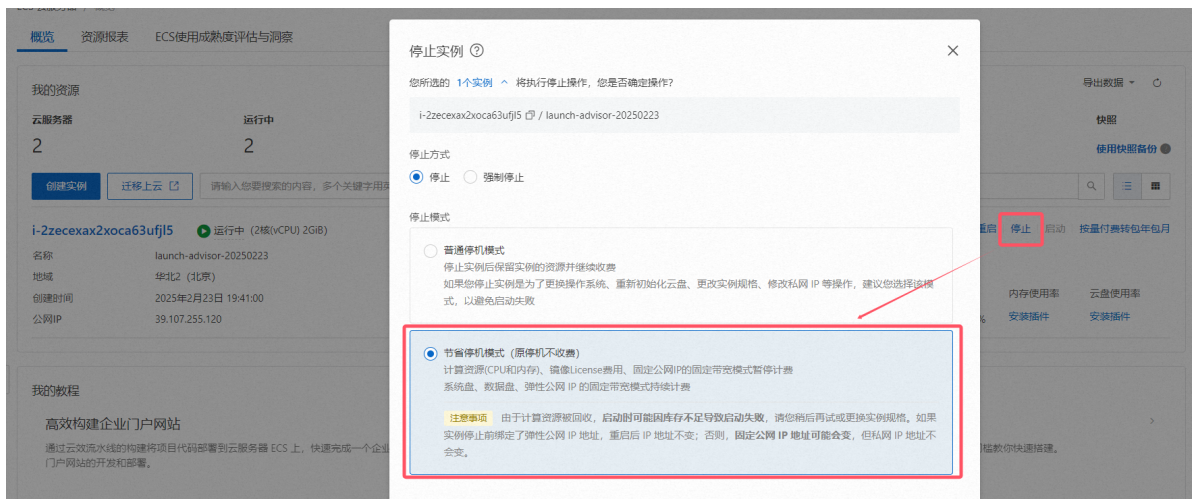 概览 资源报表 ECS使用成熟度评估与洞察
我的资源
导出数据
云服务器 运行中 快照
2 2 使用快照备份
创建实例 迁移上云 请输入您要搜索的内容，多个关键字用
i-2zecexax2xoca63ufjl5 运行中 (2核(vCPU) 2GiB) 重启 停止 启动 按量付费转包年包月
名称 launch-advisor-20250223
地域 华北2（北京）
创建时间 2025年2月23日 19:41:00 内存使用率 云盘使用率
公网IP 39.107.255.120 % 安装插件 安装插件
我的教程
高效构建企业门户网站
通过云效流水线的构建将项目代码部署到云服务器 ECS 上，快速完成一个企业
门户网站的开发和部署。
教你快速搭建。
停止实例
您所选的 1个实例 将执行停止操作，您是否确定操作？
i-2zecexax2xoca63ufjl5 / launch-advisor-20250223
停止方式
停止 强制停止
停止模式
普通停机模式
停止实例后保留实例的资源并继续收费
如果您停止实例是为了更换操作系统、重新初始化云盘、更改实例规格、修改私网 IP 等操作，建议您选择该模
式，以避免启动失败
节省停机模式（原停机不收费）
计算资源(CPU和内存)、镜像License费用、固定公网IP的固定带宽模式暂停计费
系统盘、数据盘、弹性公网 IP 的固定带宽模式持续计费
注意事项 由于计算资源被回收，启动时可能因库存不足导致启动失败，请您稍后再试或更换实例规格。如果
实例停止前绑定了弹性公网 IP 地址，重启后 IP 地址不变；否则，固定公网 IP 地址可能会变，但私网 IP 地址不
会变。